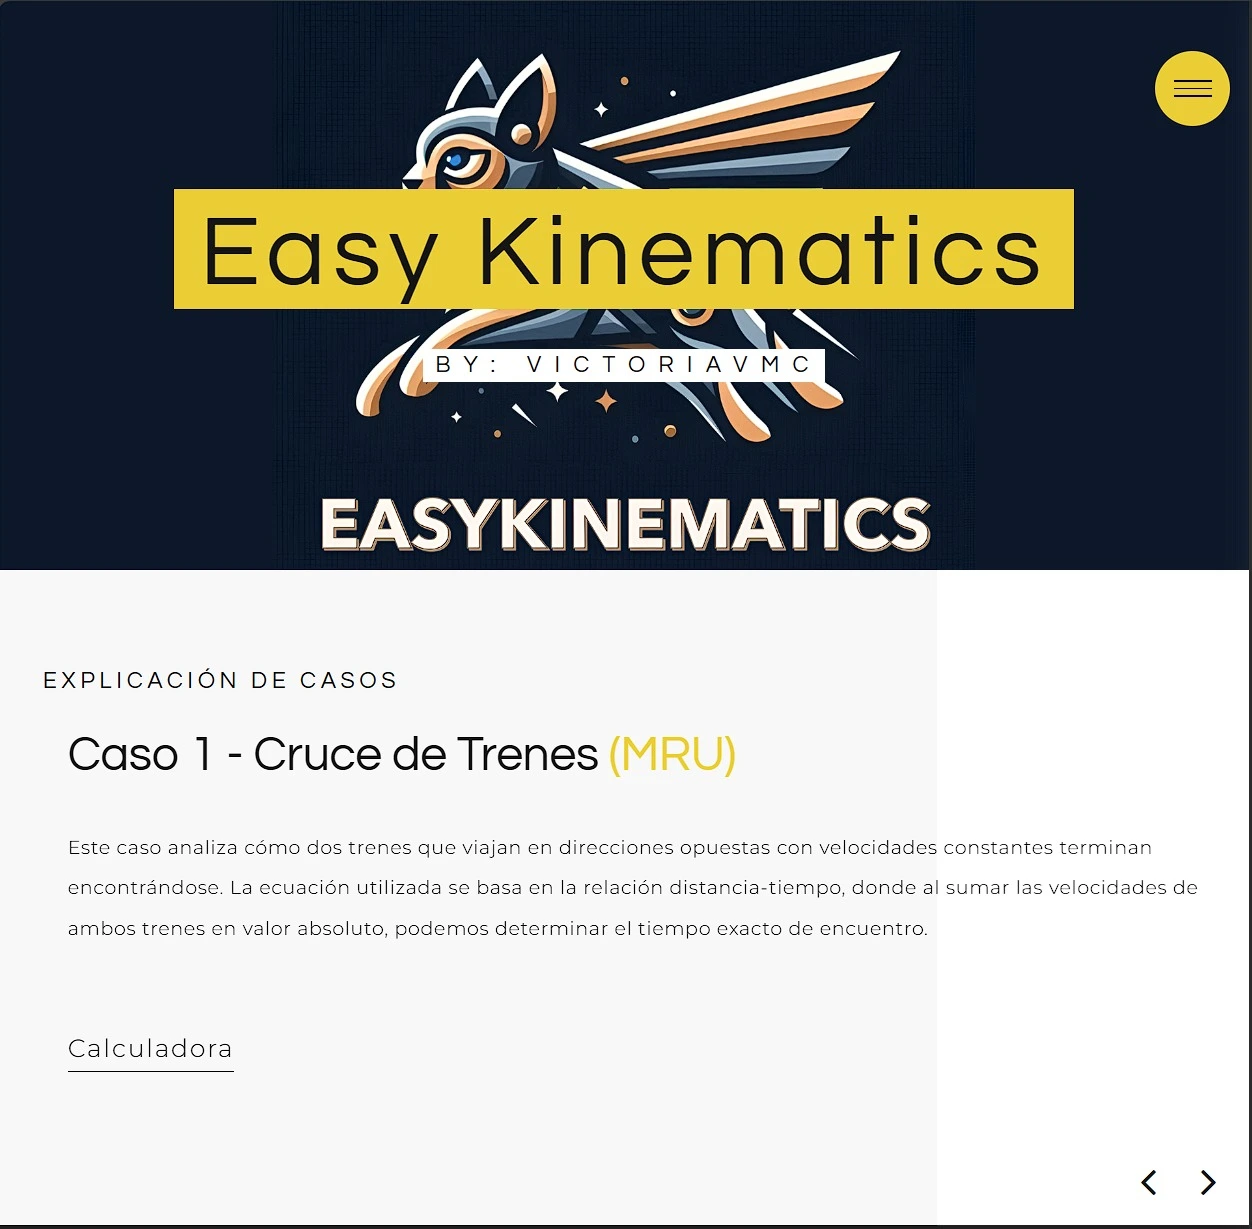 Easy Kinematics
BY: VICTORIAVMC
EASYKINEMATICS
EXPLICACIÓN DE CASOS
Caso 1 - Cruce de Trenes (MRU)
Este caso analiza cómo dos trenes que viajan en direcciones opuestas con velocidades constantes terminan
encontrándose. La ecuación utilizada se basa en la relación distancia-tiempo, donde al sumar las velocidades de
ambos trenes en valor absoluto, podemos determinar el tiempo exacto de encuentro.
Calculadora